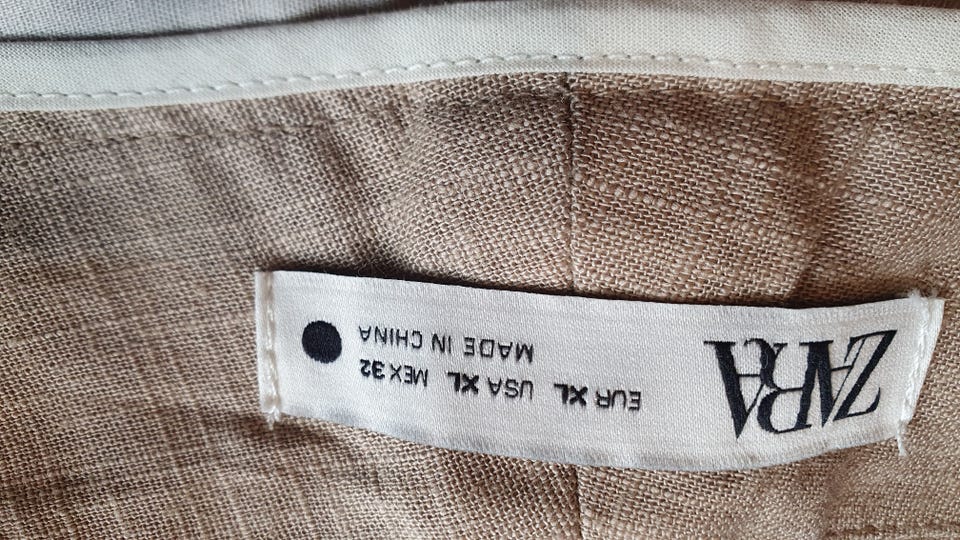 ZARA
EUR XL USA XL MEX 32
MADE IN CHINA